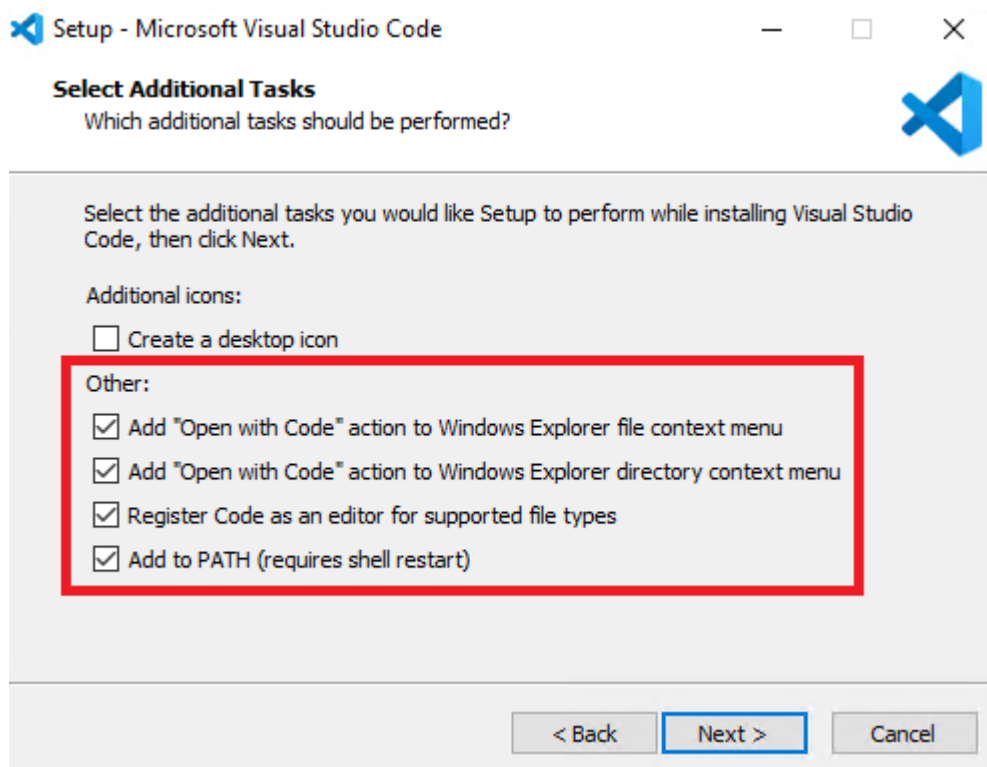 Setup - Microsoft Visual Studio Code
Select Additional Tasks
Which additional tasks should be performed?
Select the additional tasks you would like Setup to perform while installing Visual Studio
Code, then click Next.
Additional icons:
Create a desktop icon
Other:
Add "Open with Code" action to Windows Explorer file context menu
Add "Open with Code" action to Windows Explorer directory context menu
Register Code as an editor for supported file types
Add to PATH (requires shell restart)
< Back Next > Cancel